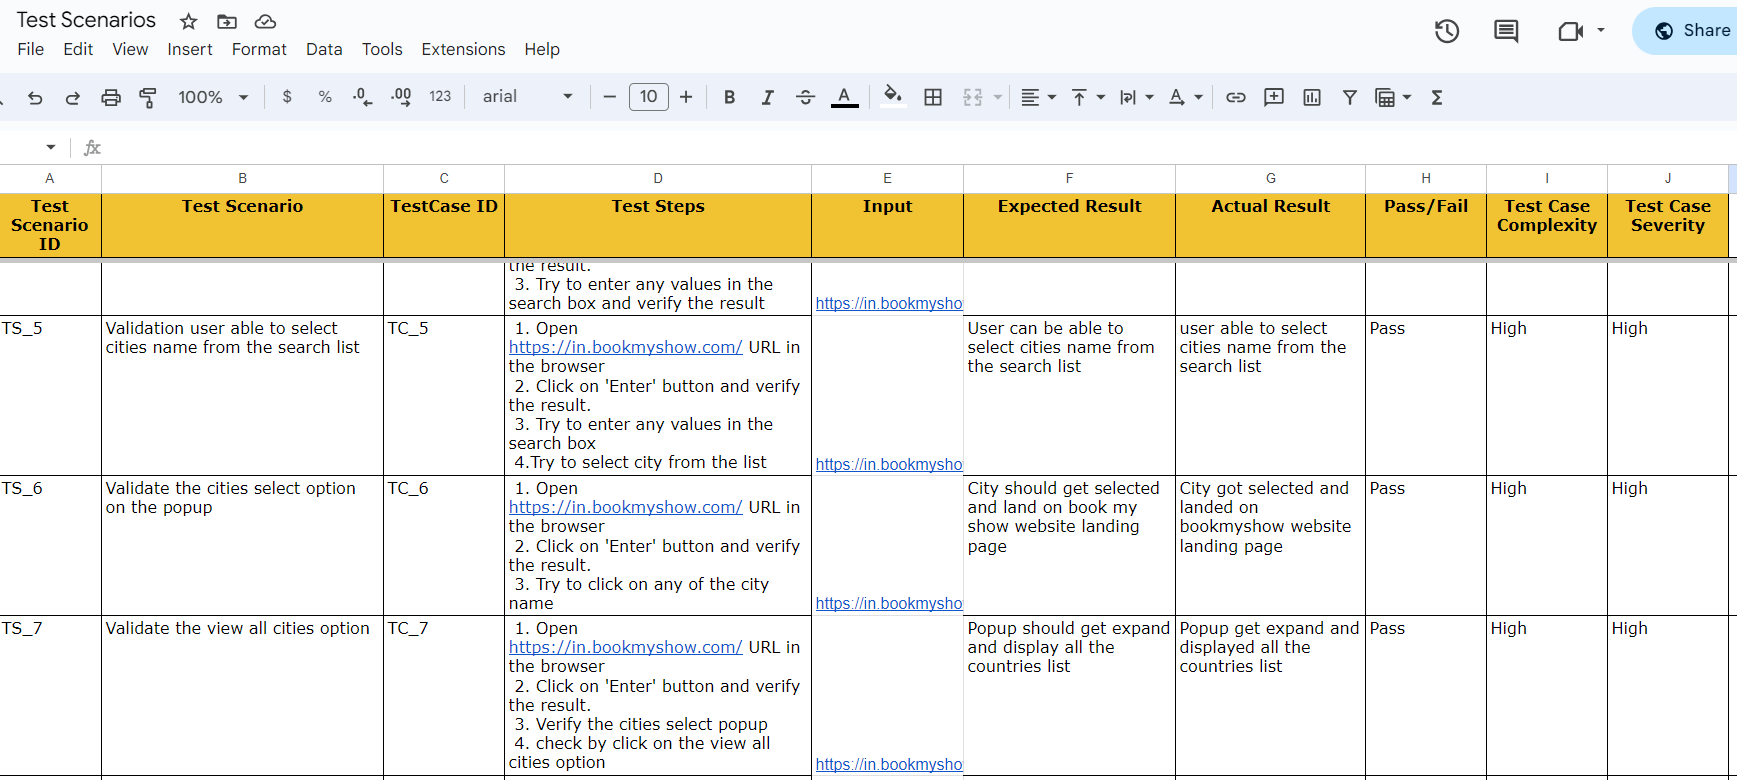 Test Scenarios
File Edit View Insert Format Data Tools Extensions Help
Share
100% $ % .0 .00 123 arial 10 B I S A A Σ
fx
A B C D E F G H I J
Test Scenario ID
Test Scenario
TestCase ID
Test Steps
Input
Expected Result
Actual Result
Pass/Fail
Test Case Complexity
Test Case Severity
the result.
3. Try to enter any values in the
search box and verify the result
https://in.bookmysho
TS_5
Validation user able to select
cities name from the search list
TC_5
1. Open
https://in.bookmyshow.com/ URL in
the browser
2. Click on 'Enter' button and verify
the result.
3. Try to enter any values in the
search box
4.Try to select city from the list
https://in.bookmysho
User can be able to
select cities name from
the search list
user able to select
cities name from the
search list
Pass
High
High
TS_6
Validate the cities select option
on the popup
TC_6
1. Open
https://in.bookmyshow.com/ URL in
the browser
2. Click on 'Enter' button and verify
the result.
3. Try to click on any of the city
name
https://in.bookmysho
City should get selected
and land on book my
show website landing
page
City got selected and
landed on
bookmyshow website
landing page
Pass
High
High
TS_7
Validate the view all cities option
TC_7
1. Open
https://in.bookmyshow.com/ URL in
the browser
2. Click on 'Enter' button and verify
the result.
3. Verify the cities select popup
4. check by click on the view all
cities option
https://in.bookmysho
Popup should get expand
and display all the
countries list
Popup get expand and
displayed all the
countries list
Pass
High
High